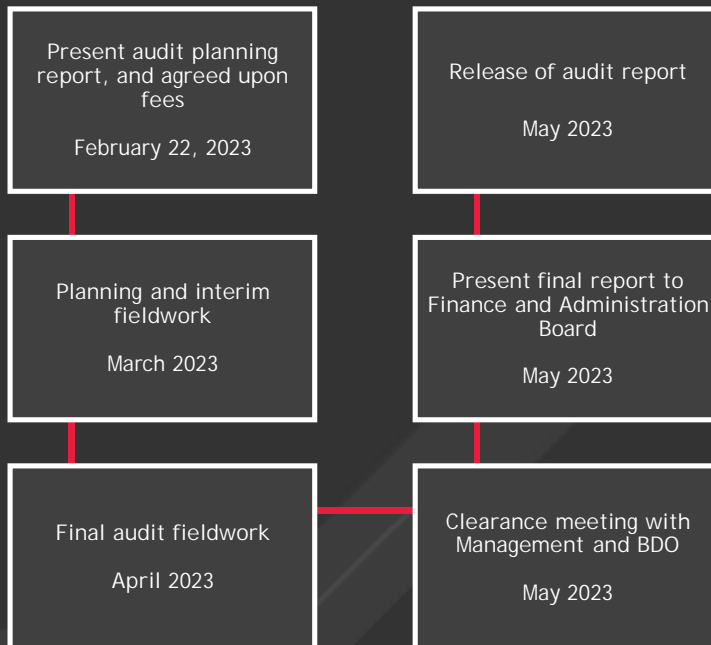 Present audit planning
report, and agreed upon
fees
February 22, 2023
Planning and interim
fieldwork
March 2023
Final audit fieldwork
April 2023
Clearance meeting with
Management and BDO
May 2023
Present final report to
Finance and Administration
Board
May 2023
Release of audit report
May 2023